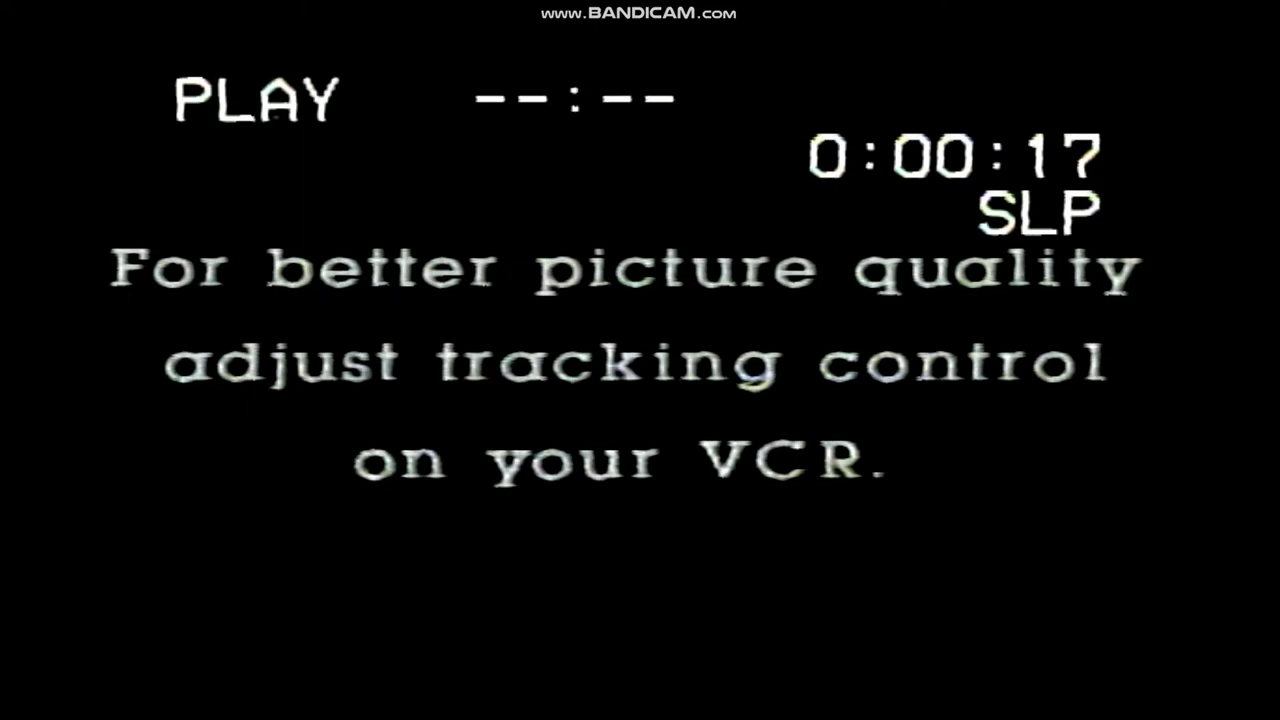 www.BANDICAM.com
PLAY --:--
0:00:17
SLP
For better picture quality
adjust tracking control
on your VCR.